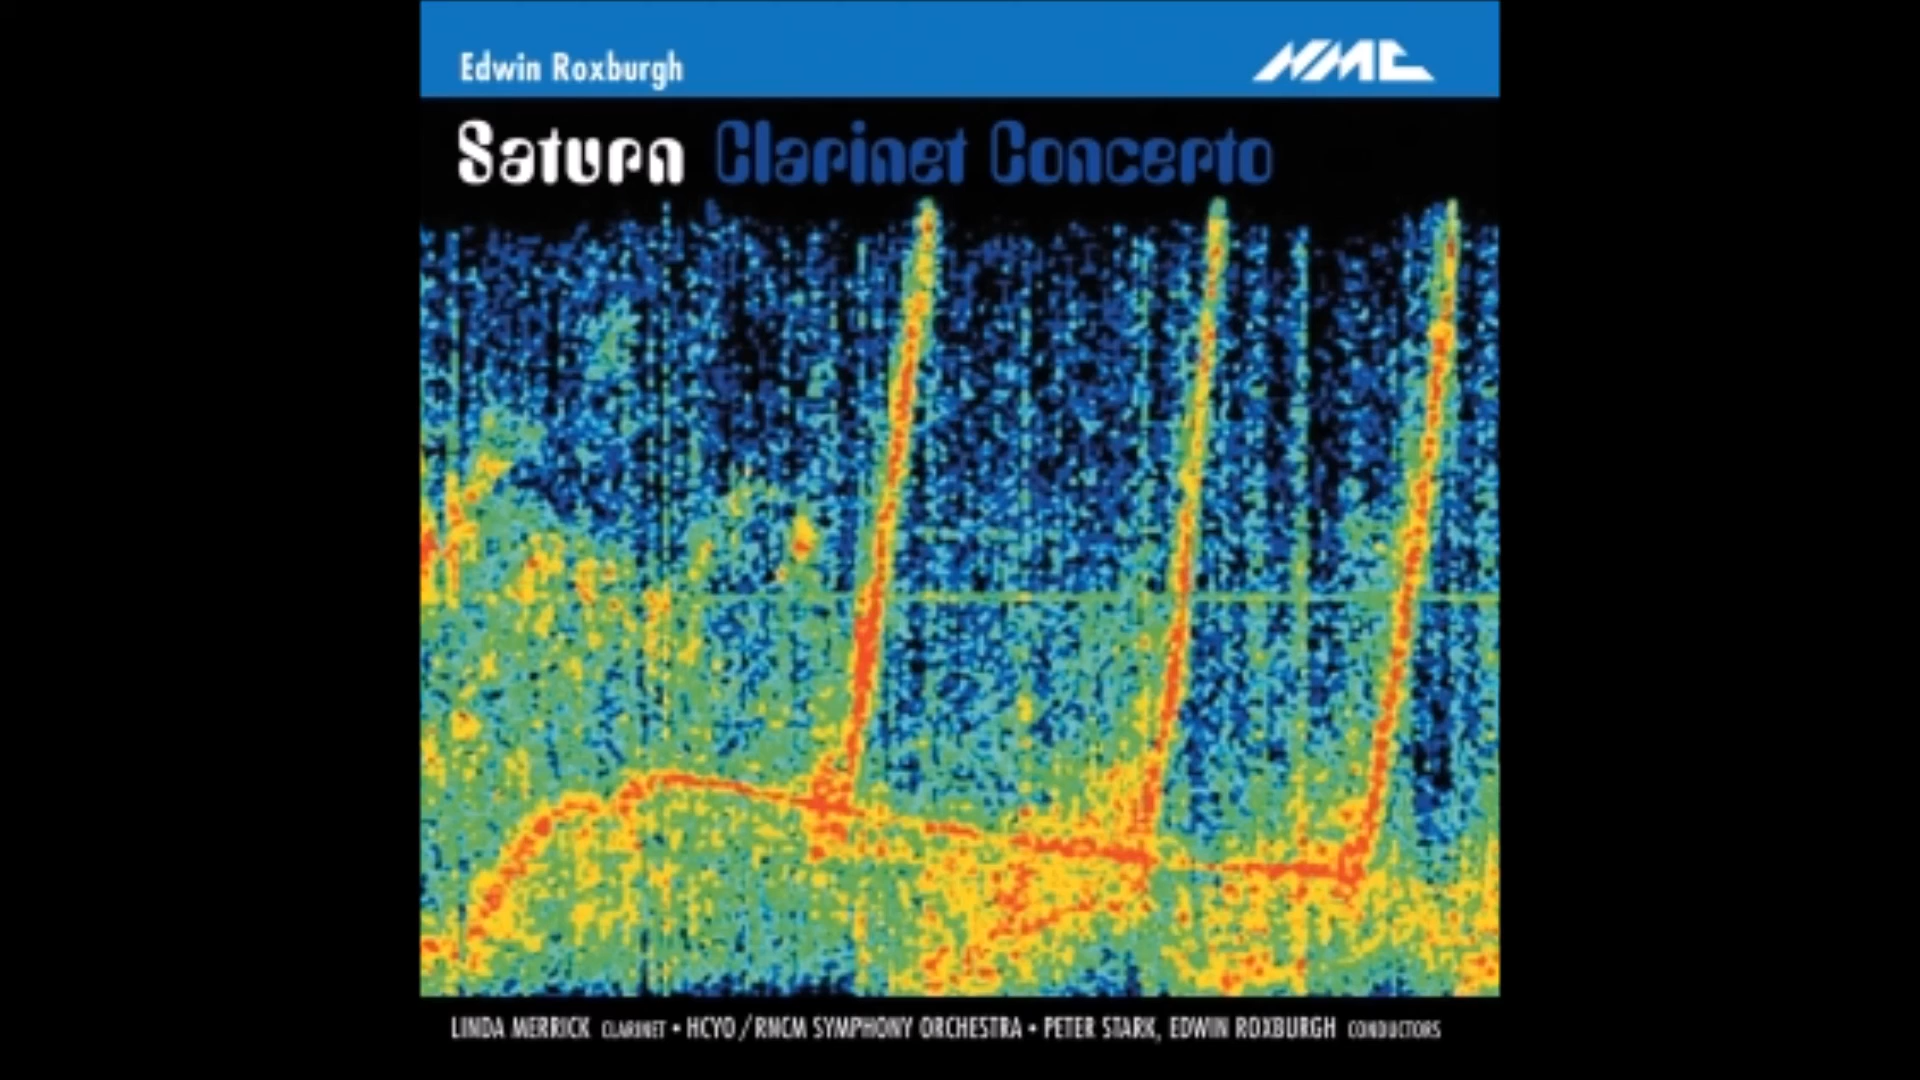 Edwin Roxburgh
NMC
Saturn Clarinet Concerto
LINDA MERRICK CLARINET • HCYO/RNCM SYMPHONY ORCHESTRA • PETER STARK, EDWIN ROXBURGH CONDUCTORS